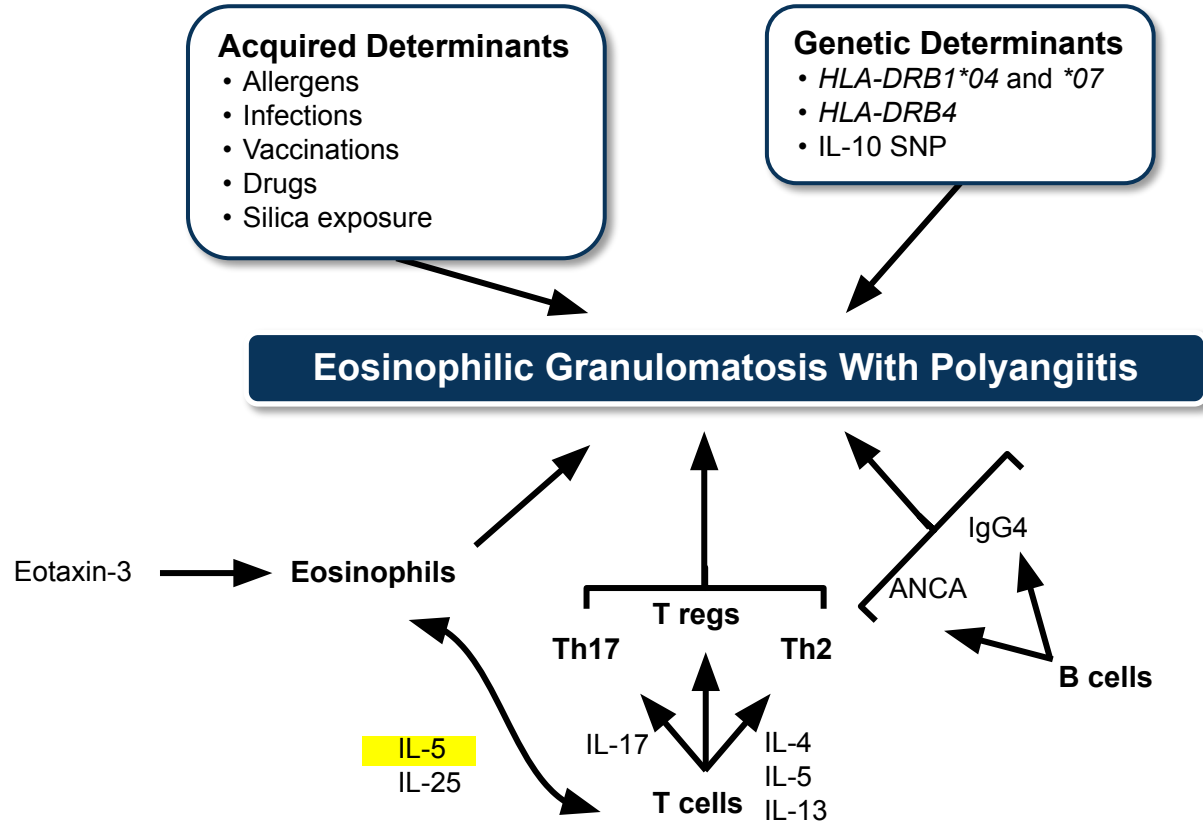 Acquired Determinants
• Allergens
• Infections
• Vaccinations
• Drugs
• Silica exposure
Genetic Determinants
• HLA-DRB1*04 and *07
• HLA-DRB4
• IL-10 SNP
Eosinophilic Granulomatosis With Polyangiitis
Eotaxin-3
Eosinophils
IL-5
IL-25
T regs
Th17
Th2
IL-17
T cells
IL-4
IL-5
IL-13
IgG4
ANCA
B cells